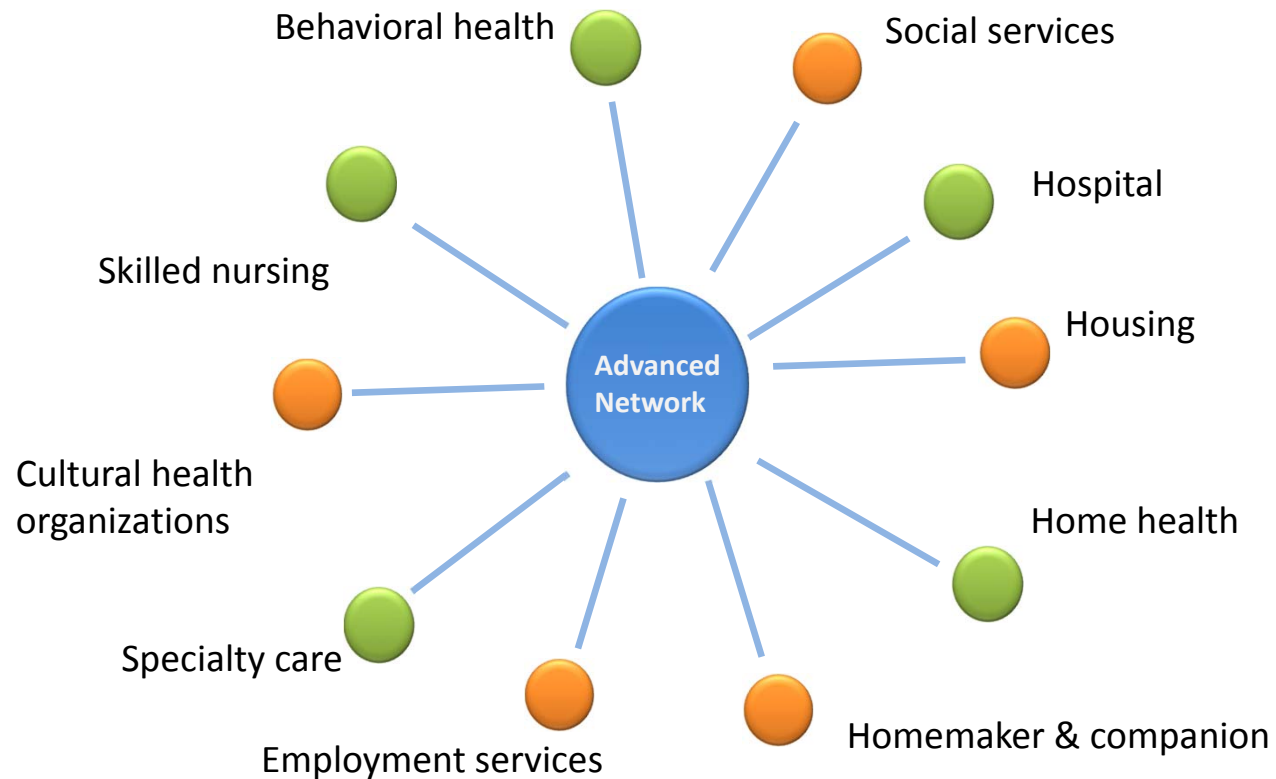 Behavioral health
Social services
Hospital
Skilled nursing
Housing
Advanced
Network
Cultural health
organizations
Home health
Specialty care
Employment services
Homemaker & companion